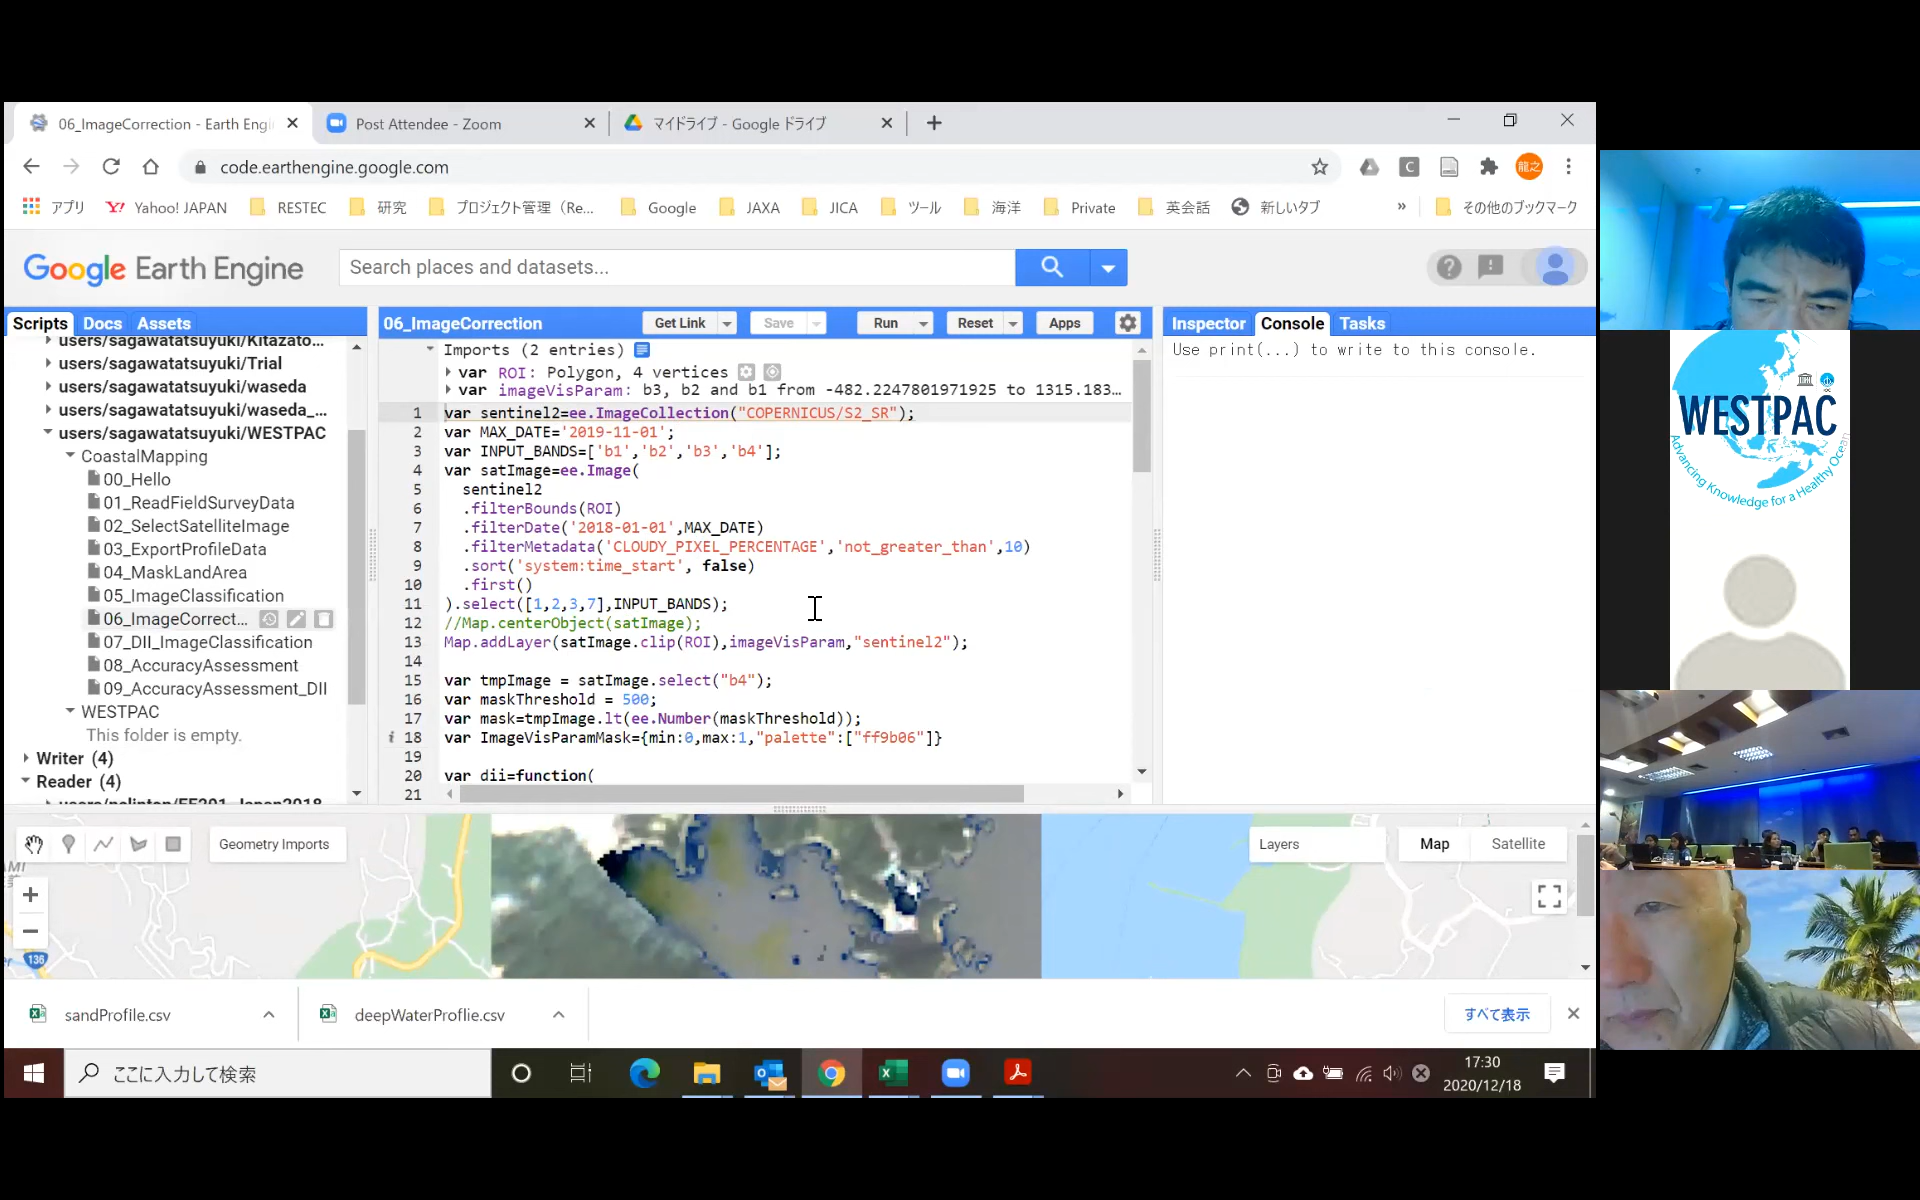 06_ImageCorrection - Earth Engi
Post Attendee - Zoom
マイドライブ - Google ドライブ
code.earthengine.google.com
龍之
アプリ
Y! Yahoo! JAPAN
RESTEC
研究
プロジェクト管理（Re...
Google
JAXA
JICA
ツール
海洋
Private
英会話
新しいタブ
»
その他のブックマーク
Google Earth Engine
Search places and datasets...
Scripts
Docs
Assets
06_ImageCorrection
Get Link
Save
Run
Reset
Apps
Inspector
Console
Tasks
Use print(...) to write to this console.
users/sagawatatsuyuki/Kitazato...
users/sagawatatsuyuki/Trial
users/sagawatatsuyuki/waseda
users/sagawatatsuyuki/waseda_...
users/sagawatatsuyuki/WESTPAC
CoastalMapping
00_Hello
01_ReadFieldSurveyData
02_SelectSatelliteImage
03_ExportProfileData
04_MaskLandArea
05_ImageClassification
06_ImageCorrect...
07_DII_ImageClassification
08_AccuracyAssessment
09_AccuracyAssessment_DII
WESTPAC
This folder is empty.
Writer (4)
Reader (4)
Imports (2 entries)
var ROI: Polygon, 4 vertices
var imageVisParam: b3, b2 and b1 from -482.2247801971925 to 1315.183...
1 var sentinel2=ee.ImageCollection("COPERNICUS/S2_SR");
2 var MAX_DATE='2019-11-01';
3 var INPUT_BANDS=['b1','b2','b3','b4'];
4 var satImage=ee.Image(
5 sentinel2
6 .filterBounds(ROI)
7 .filterDate('2018-01-01',MAX_DATE)
8 .filterMetadata('CLOUDY_PIXEL_PERCENTAGE','not_greater_than',10)
9 .sort('system:time_start', false)
10 .first()
11 ).select([1,2,3,7],INPUT_BANDS);
12 //Map.centerObject(satImage);
13 Map.addLayer(satImage.clip(ROI),imageVisParam,"sentinel2");
14
15 var tmpImage = satImage.select("b4");
16 var maskThreshold = 500;
17 var mask=tmpImage.lt(ee.Number(maskThreshold));
i 18 var ImageVisParamMask={min:0,max:1,"palette":["ff9b06"]}
19
20 var dii=function(
21
Geometry Imports
Layers
Map
Satellite
136
sandProfile.csv
deepWaterProflie.csv
すべて表示
ここに入力して検索
17:30
2020/12/18
WESTPAC
Advancing Knowledge for a Healthy Ocean